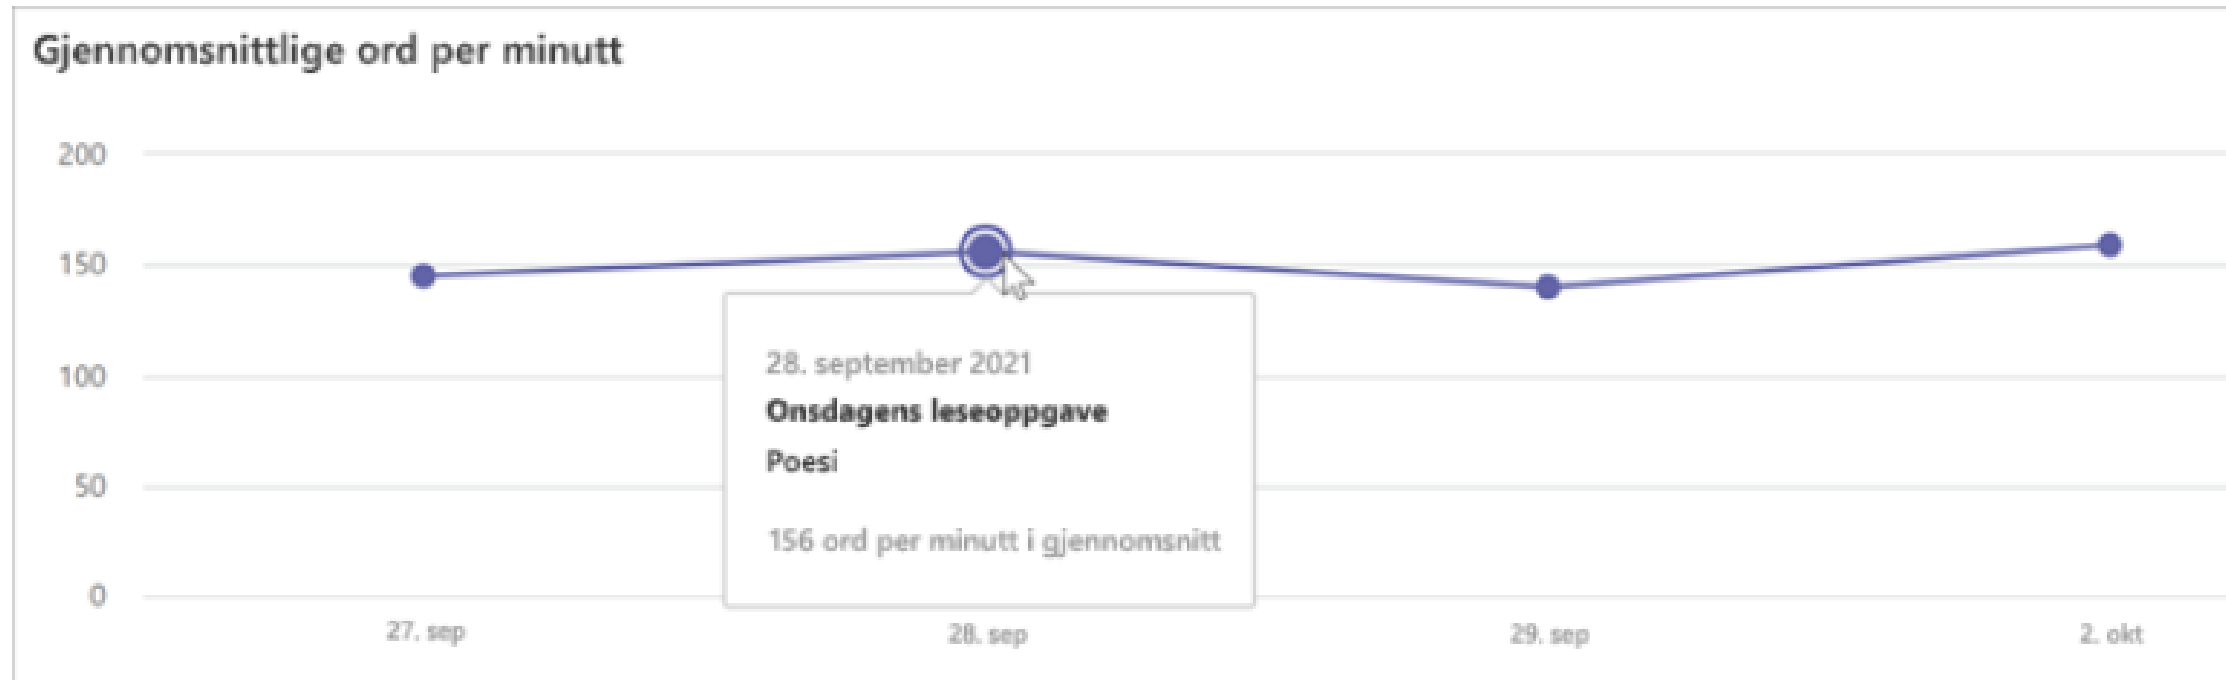 Gjennomsnittlige ord per minutt
200
150
100
50
0
28. september 2021
Onsdagens leseoppgave
Poesi
156 ord per minutt i gjennomsnitt
27. sep
28. sep
29. sep
2. okt